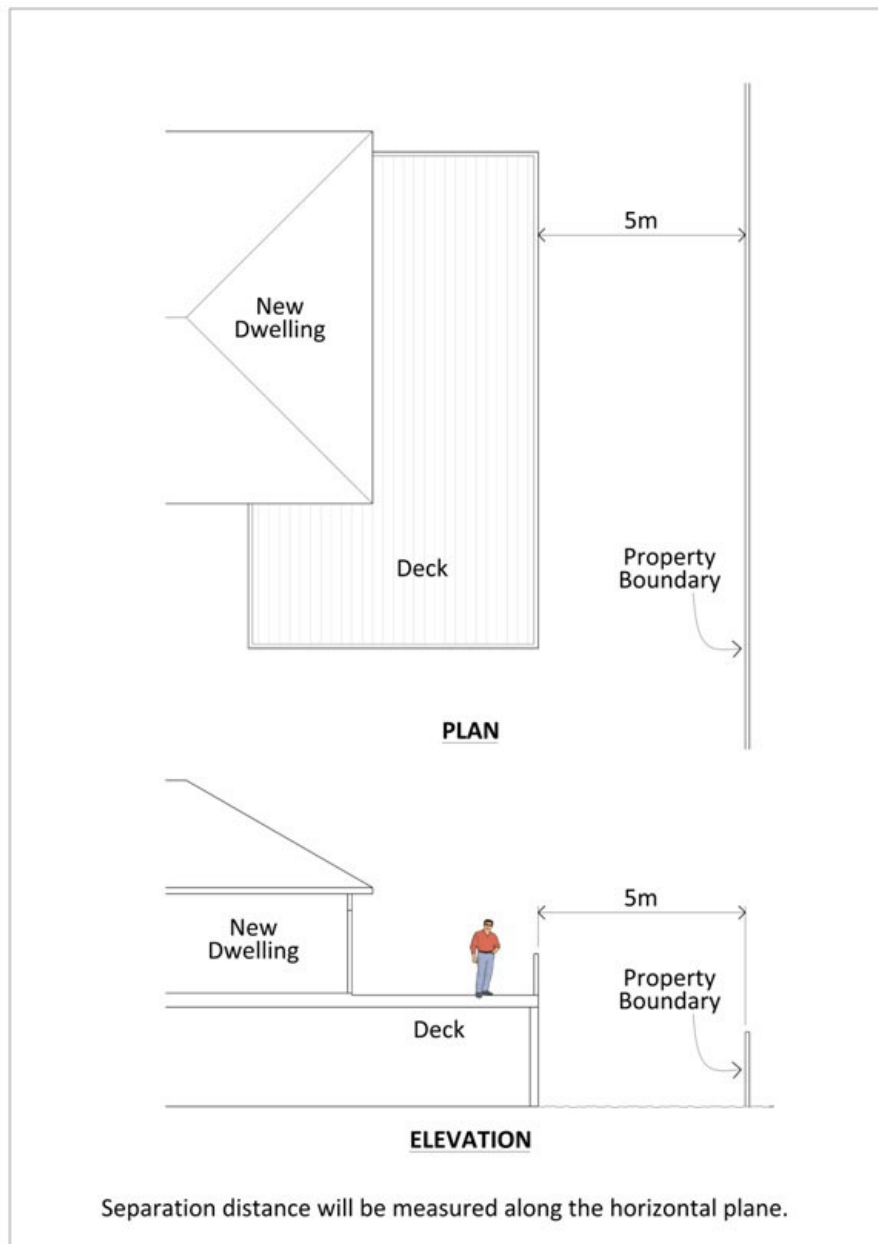 5m
New
Dwelling
Deck
Property
Boundary
PLAN
5m
New
Dwelling
Property
Boundary
Deck
ELEVATION
Separation distance will be measured along the horizontal plane.